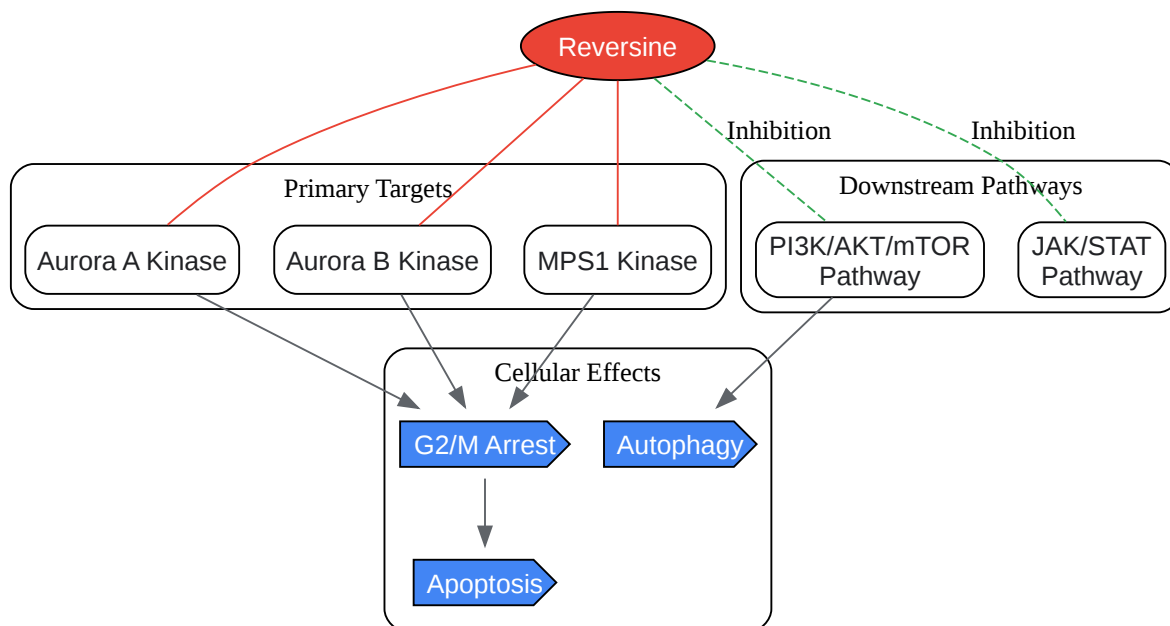 Reversine
Inhibition
Inhibition
Primary Targets
Downstream Pathways
Aurora A Kinase
Aurora B Kinase
MPS1 Kinase
PI3K/AKT/mTOR
Pathway
JAK/STAT
Pathway
Cellular Effects
G2/M Arrest
Autophagy
Apoptosis